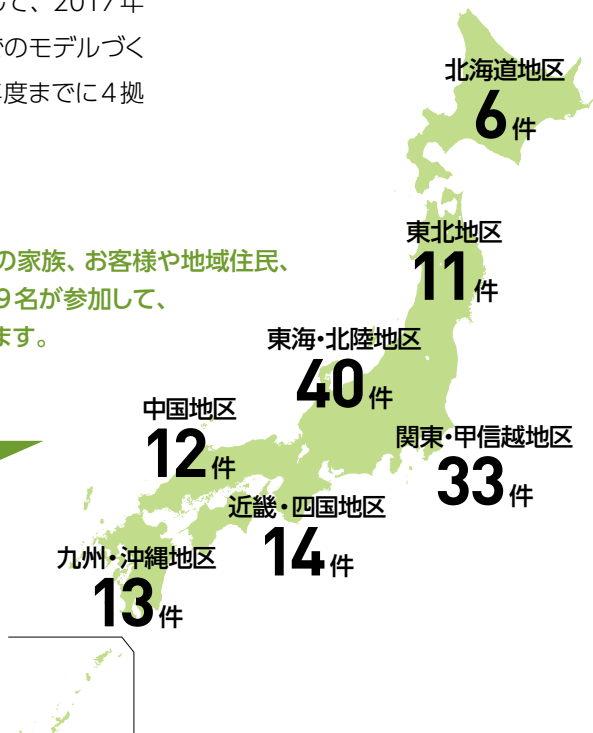 して、2017年
でのモデルづく
年度までに4拠
の家族、お客様や地域住民、
9名が参加して、
ます。
北海道地区
6件
東北地区
11件
東海・北陸地区
40件
中国地区
12件
関東・甲信越地区
33件
近畿・四国地区
14件
九州・沖縄地区
13件